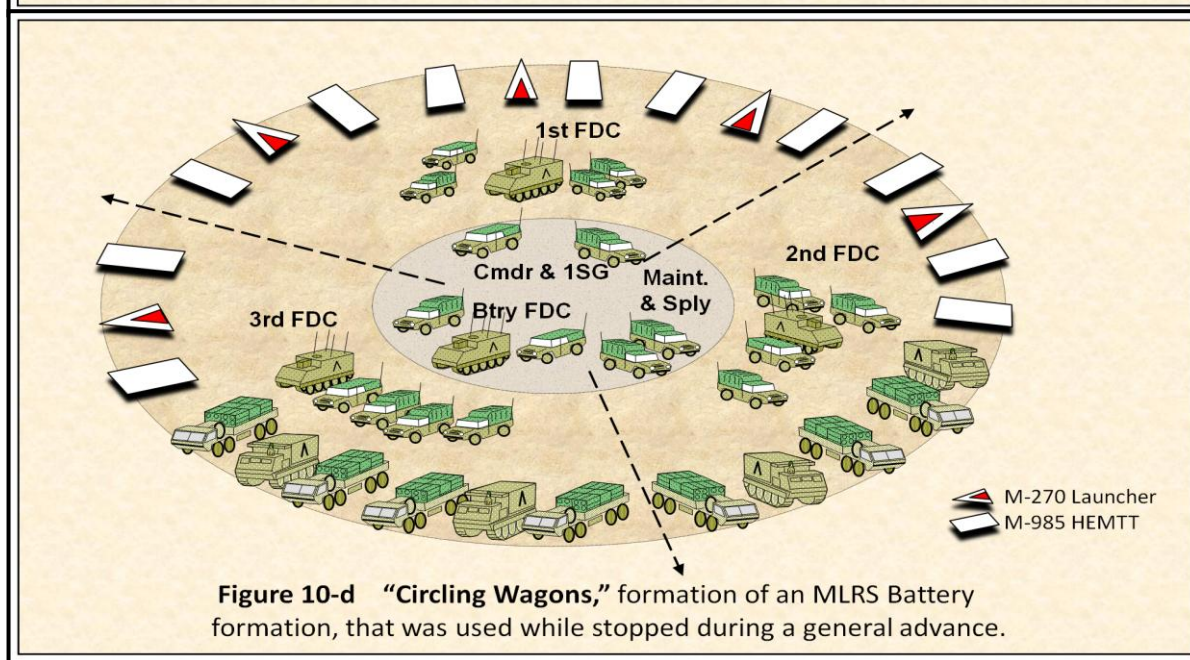 1st FDC
2nd FDC
Cmdr & 1SG
Maint.
& Sply
Btry FDC
3rd FDC
M-270 Launcher
M-985 HEMTT
Figure 10-d “Circling Wagons,” formation of an MLRS Battery
formation, that was used while stopped during a general advance.